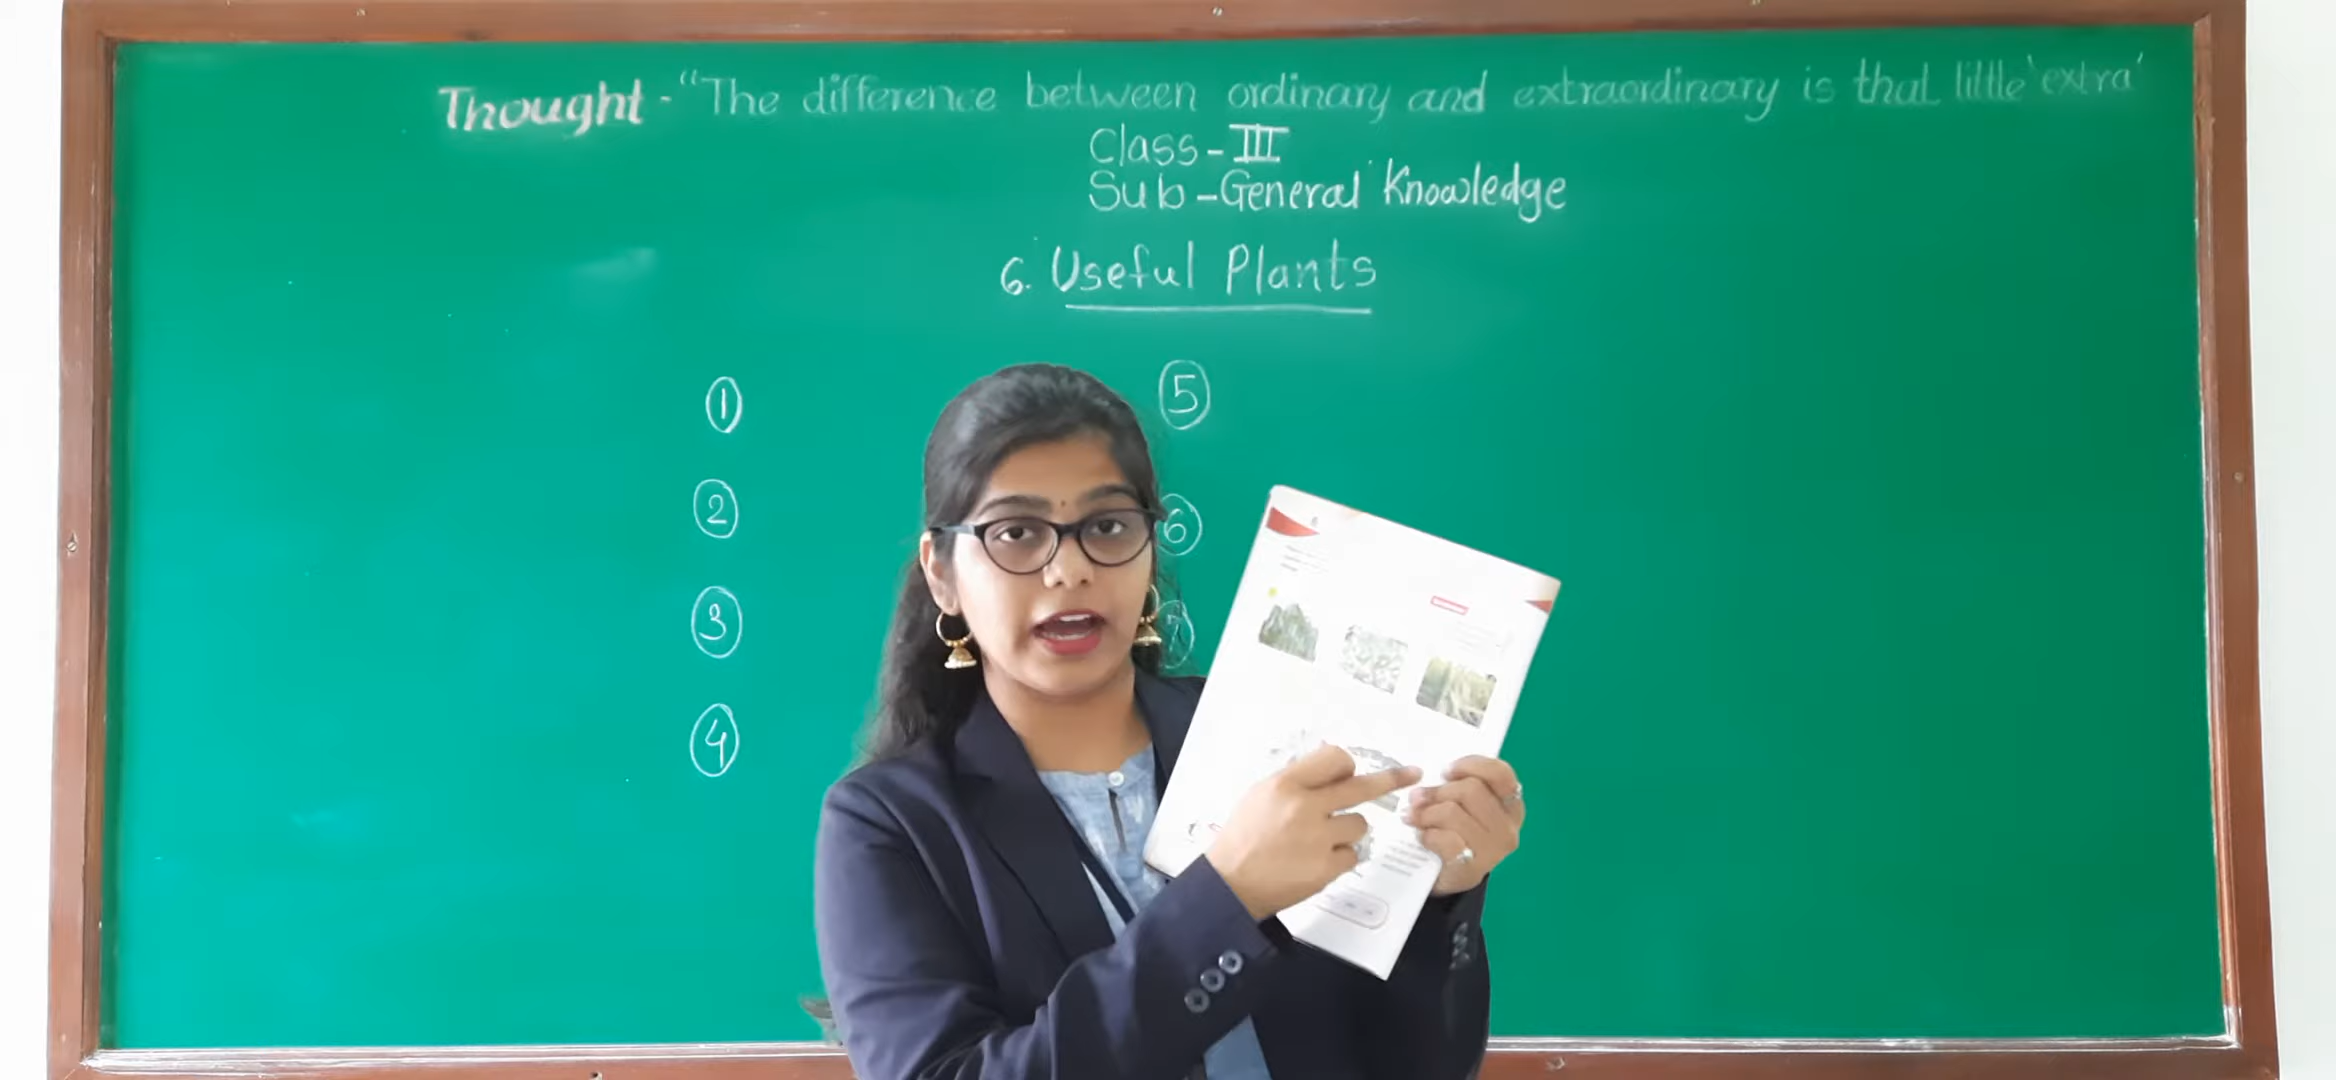 Thought - "The difference between ordinary and extraordinary is that little 'extra'
Class - III
Sub - General Knowledge
6. Useful Plants
1
5
2
6
3
7
4